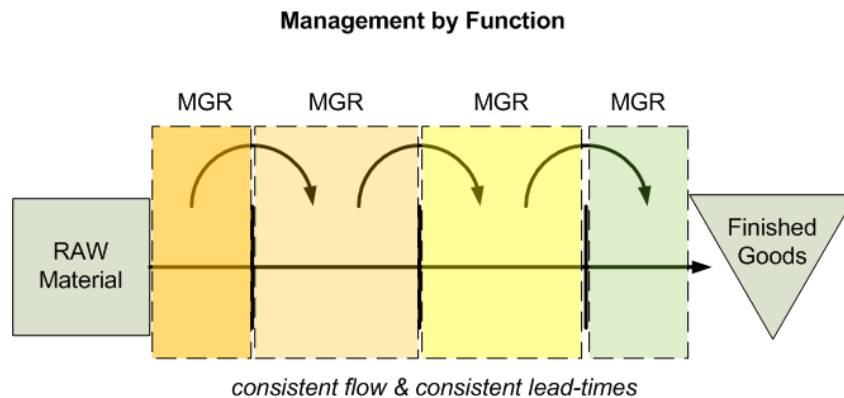 Management by Function
MGR MGR MGR MGR
RAW
Material
Finished
Goods
consistent flow & consistent lead-times